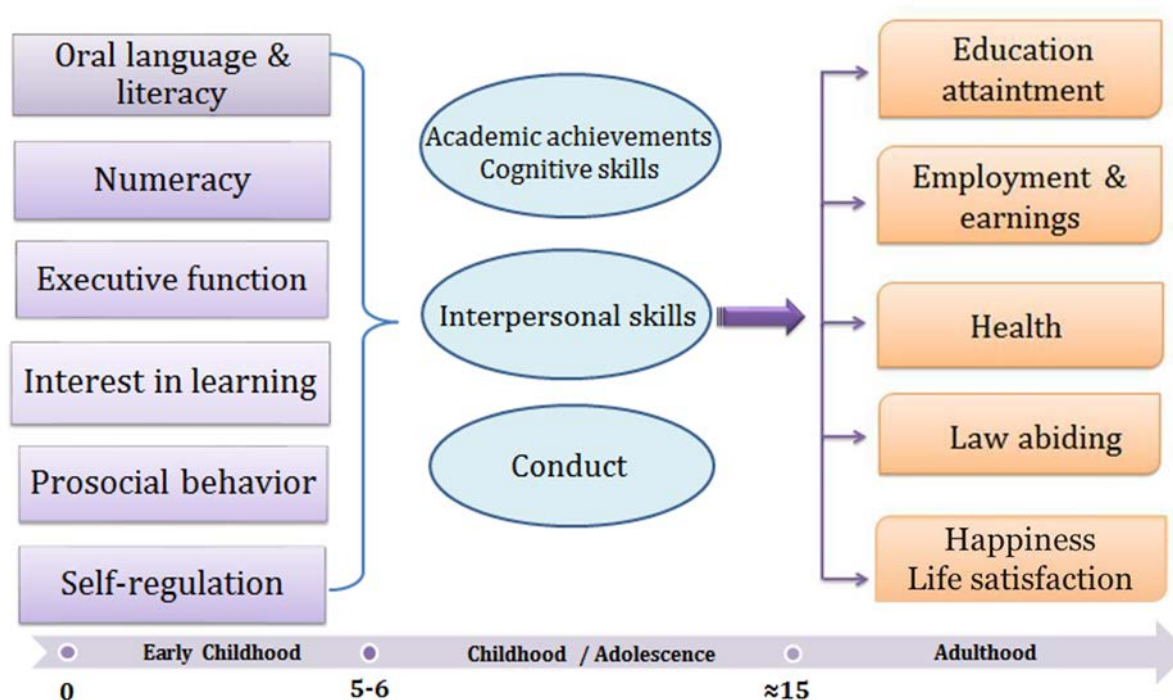 Oral language &
literacy
Numeracy
Executive function
Interest in learning
Prosocial behavior
Self-regulation
Academic achievements
Cognitive skills
Interpersonal skills
Conduct
Education
attaintment
Employment &
earnings
Health
Law abiding
Happiness
Life satisfaction
Early Childhood
Childhood / Adolescence
Adulthood
0
5-6
≈15